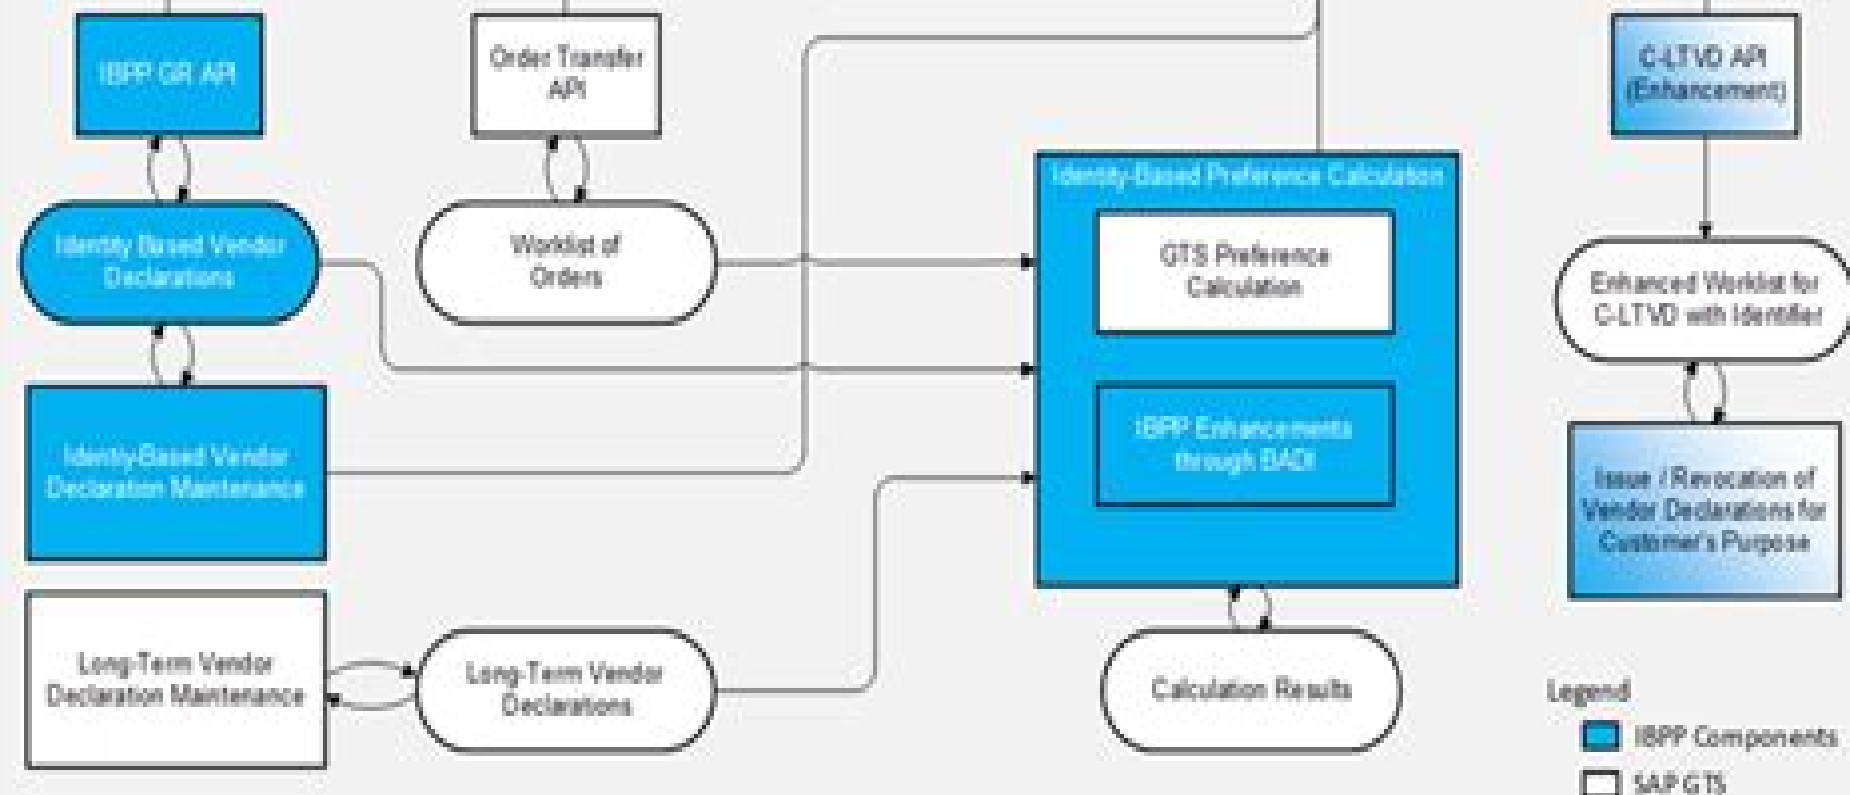 IBPP GR API
Order Transfer
API
C-LTVD API
(Enhancement)
Identity-Based Preference Calculation
Identity Based Vendor
Declarations
Worklist of
Orders
GTS Preference
Calculation
Enhanced Worklist for
C-LTVD with Identifier
IBPP Enhancements
through BADI
Identiy-Based Vendor
Declaration Maintenance
Issue / Revocation of
Vendor Declarations for
Customer's Purpose
Long-Term Vendor
Declaration Maintenance
Long-Term Vendor
Declarations
Calculation Results
Legend
IBPP Components
SAP GTS